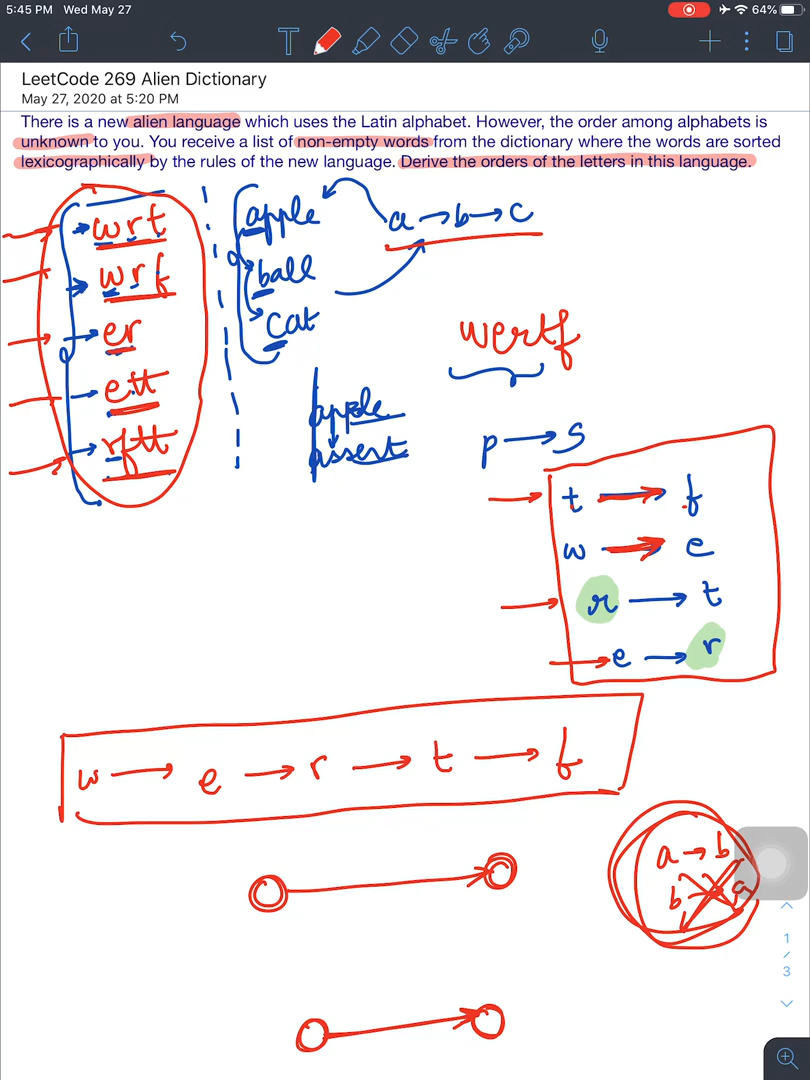 5:45 PM Wed May 27
64%
T
LeetCode 269 Alien Dictionary
May 27, 2020 at 5:20 PM
There is a new alien language which uses the Latin alphabet. However, the order among alphabets is
unknown to you. You receive a list of non-empty words from the dictionary where the words are sorted
lexicographically by the rules of the new language. Derive the orders of the letters in this language.
wrt
wrf
er
ett
rftt
apple
ball
cat
a → b → c
wertf
apple
assert
p → s
t → f
w → e
r → t
e → r
w → e → r → t → f
a → b
b → a
1
/
3